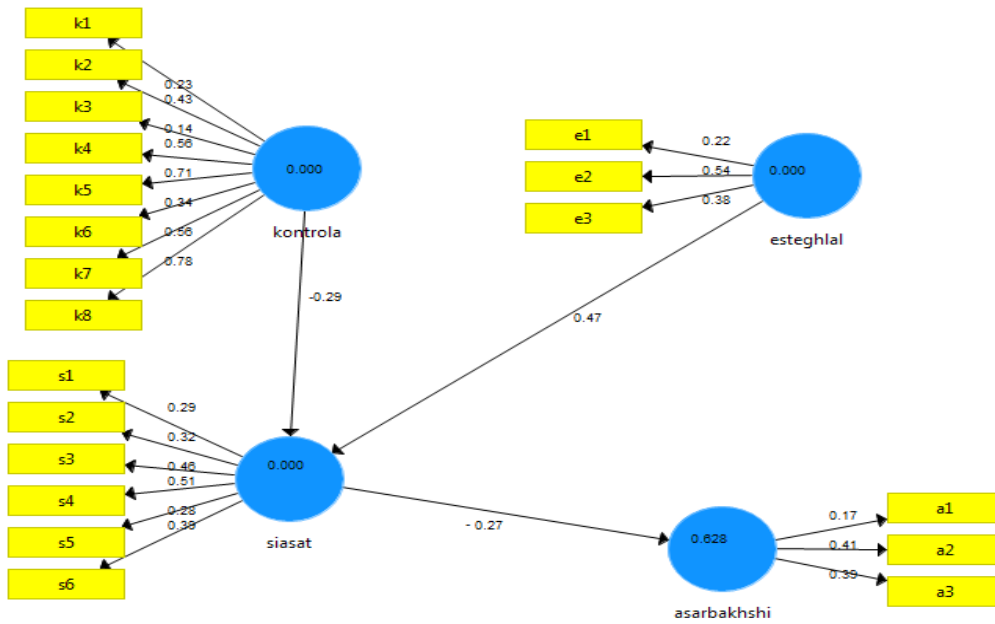 k1
k2
k3
k4
k5
k6
k7
k8
0.23
0.43
0.14
0.56
0.71
0.34
0.56
0.78
0.000
kontrola
e1
e2
e3
0.22
0.54
0.38
0.000
esteghlal
-0.29
0.47
s1
s2
s3
s4
s5
s6
0.29
0.32
0.46
0.51
0.28
0.39
0.000
siasat
- 0.27
0.628
asarbakhshi
0.17
0.41
0.39
a1
a2
a3